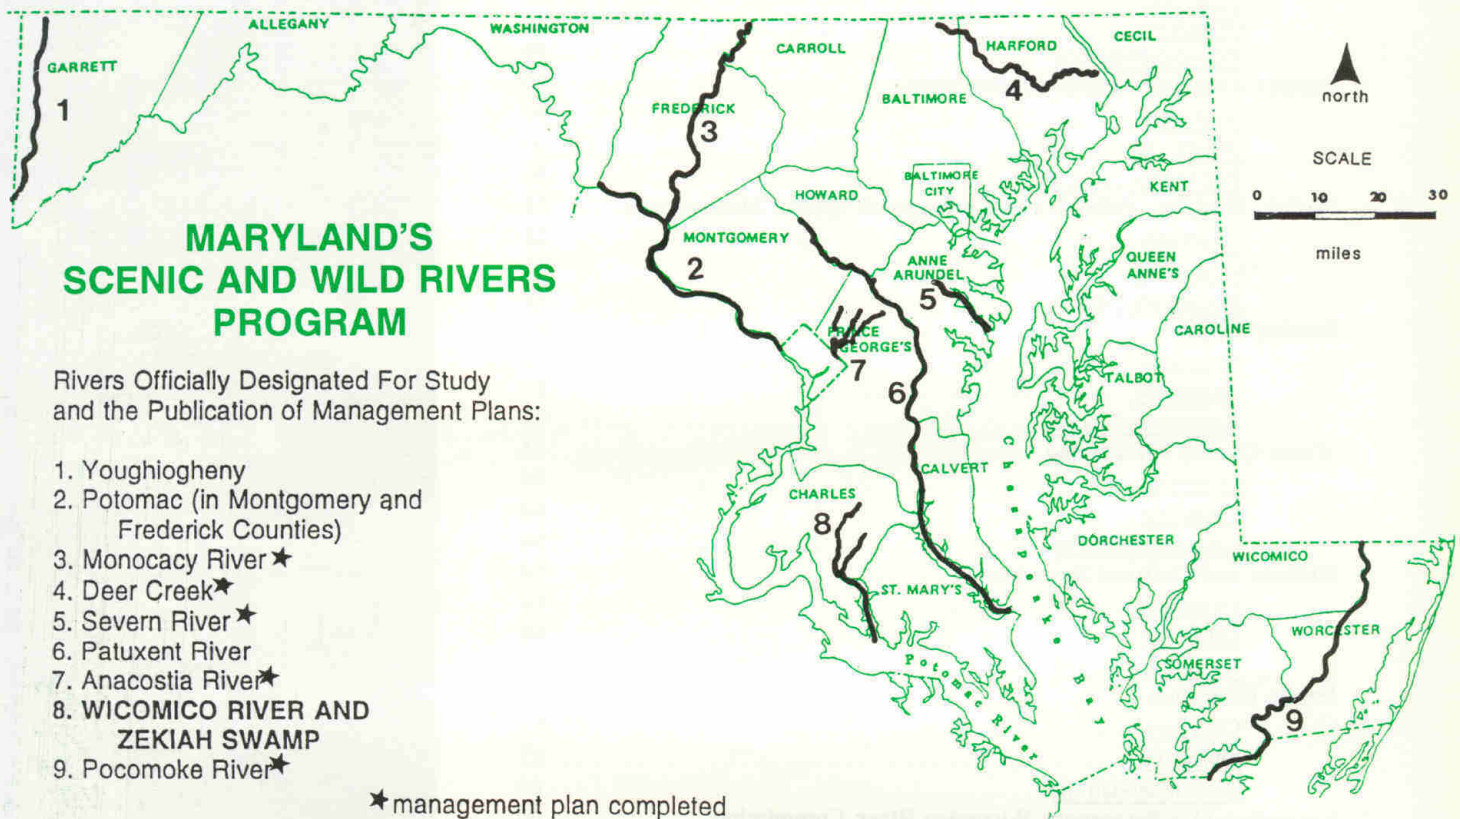 ALLEGANY
WASHINGTON
GARRETT
1
FREDERICK
3
CARROLL
BALTIMORE
HARFORD
4
CECIL
north
SCALE
0 10 20 30
miles
MARYLAND'S
SCENIC AND WILD RIVERS
PROGRAM
HOWARD
BALTIMORE
CITY
KENT
MONTGOMERY
2
ANNE
ARUNDEL
5
QUEEN
ANNE'S
PRINCE
GEORGE'S
7
6
CAROLINE
TALBOT
Rivers Officially Designated For Study
and the Publication of Management Plans:
1. Youghiogheny
2. Potomac (in Montgomery and
Frederick Counties)
3. Monocacy River ★
4. Deer Creek ★
5. Severn River ★
6. Patuxent River
7. Anacostia River ★
8. WICOMICO RIVER AND
ZEKIAH SWAMP
9. Pocomoke River ★
★ management plan completed
CALVERT
CHARLES
8
ST. MARY'S
Chesapeake Bay
Potomac River
DORCHESTER
WICOMICO
WORCESTER
SOMERSET
9